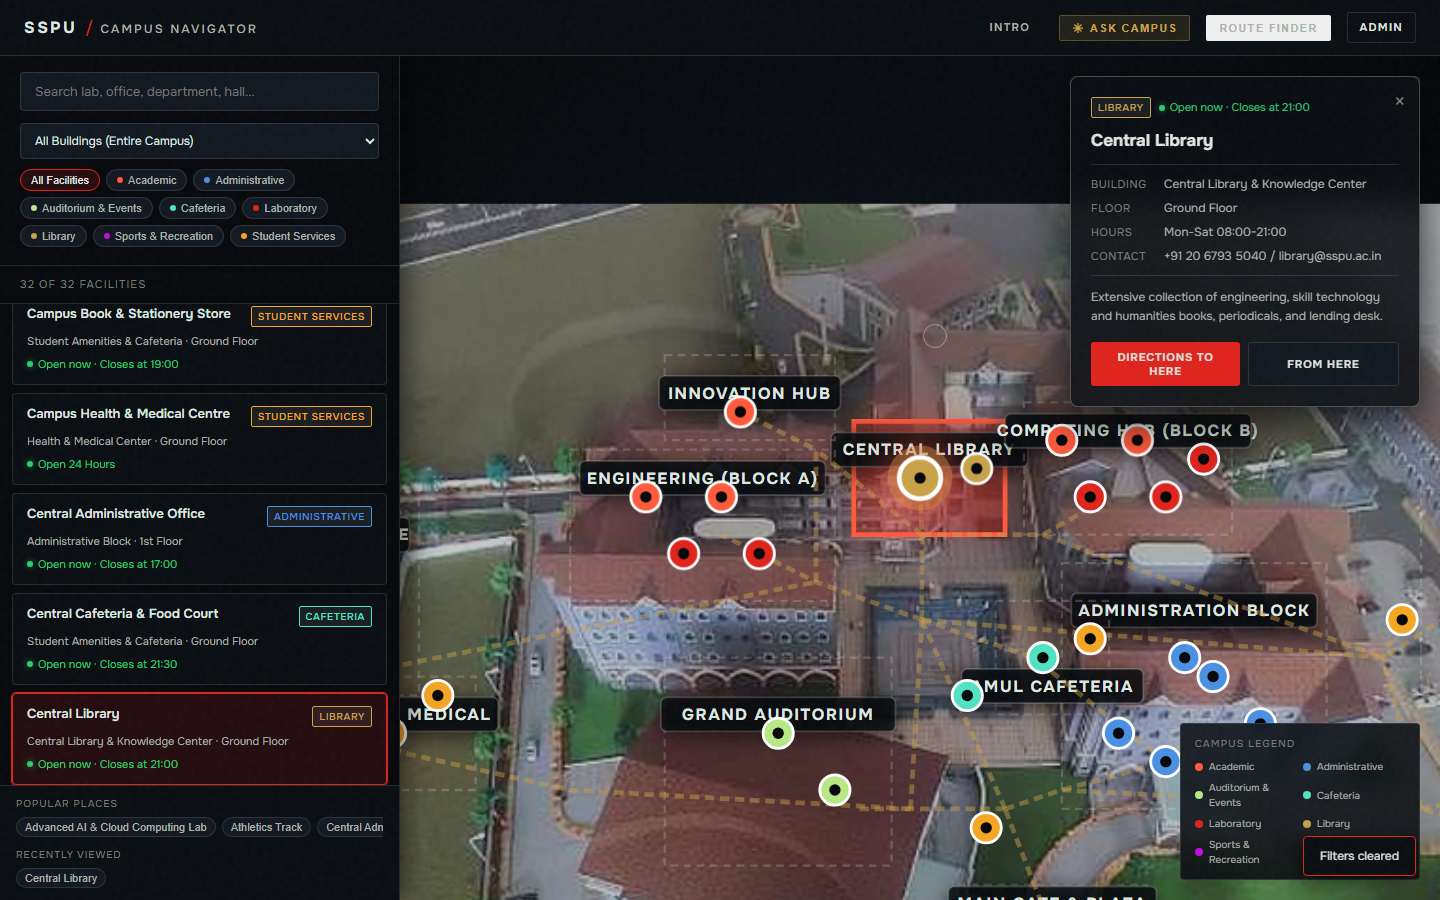 SSPU / CAMPUS NAVIGATOR
INTRO
ASK CAMPUS
ROUTE FINDER
ADMIN
Search lab, office, department, hall...
All Buildings (Entire Campus)
All Facilities
Academic
Administrative
Auditorium & Events
Cafeteria
Laboratory
Library
Sports & Recreation
Student Services
32 OF 32 FACILITIES
Campus Book & Stationery Store
STUDENT SERVICES
Student Amenities & Cafeteria · Ground Floor
Open now · Closes at 19:00
Campus Health & Medical Centre
STUDENT SERVICES
Health & Medical Center · Ground Floor
Open 24 Hours
Central Administrative Office
ADMINISTRATIVE
Administrative Block · 1st Floor
Open now · Closes at 17:00
Central Cafeteria & Food Court
CAFETERIA
Student Amenities & Cafeteria · Ground Floor
Open now · Closes at 21:30
Central Library
LIBRARY
Central Library & Knowledge Center · Ground Floor
Open now · Closes at 21:00
POPULAR PLACES
Advanced AI & Cloud Computing Lab
Athletics Track
Central Adn
RECENTLY VIEWED
Central Library
INNOVATION HUB
ENGINEERING (BLOCK A)
CENTRAL LIBRARY
COMPUTING HUB (BLOCK B)
ADMINISTRATION BLOCK
AMUL CAFETERIA
GRAND AUDITORIUM
MEDICAL
E
MAIN GATE & PLAZA
LIBRARY
Open now · Closes at 21:00
×
Central Library
BUILDING Central Library & Knowledge Center
FLOOR Ground Floor
HOURS Mon-Sat 08:00-21:00
CONTACT +91 20 6793 5040 / library@sspu.ac.in
Extensive collection of engineering, skill technology
and humanities books, periodicals, and lending desk.
DIRECTIONS TO
HERE
FROM HERE
CAMPUS LEGEND
Academic
Administrative
Auditorium &
Events
Cafeteria
Laboratory
Library
Sports &
Recreation
Filters cleared